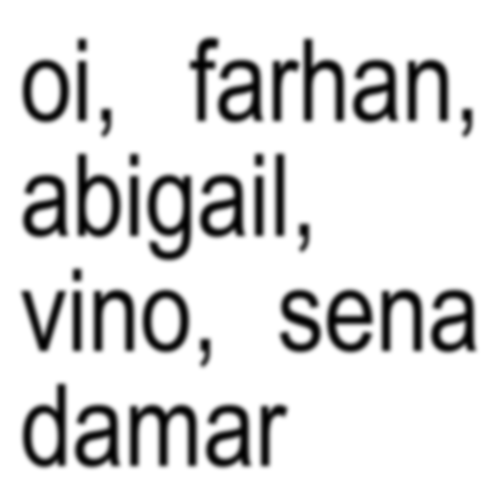 oi, farhan,
abigail,
vino, sena
damar